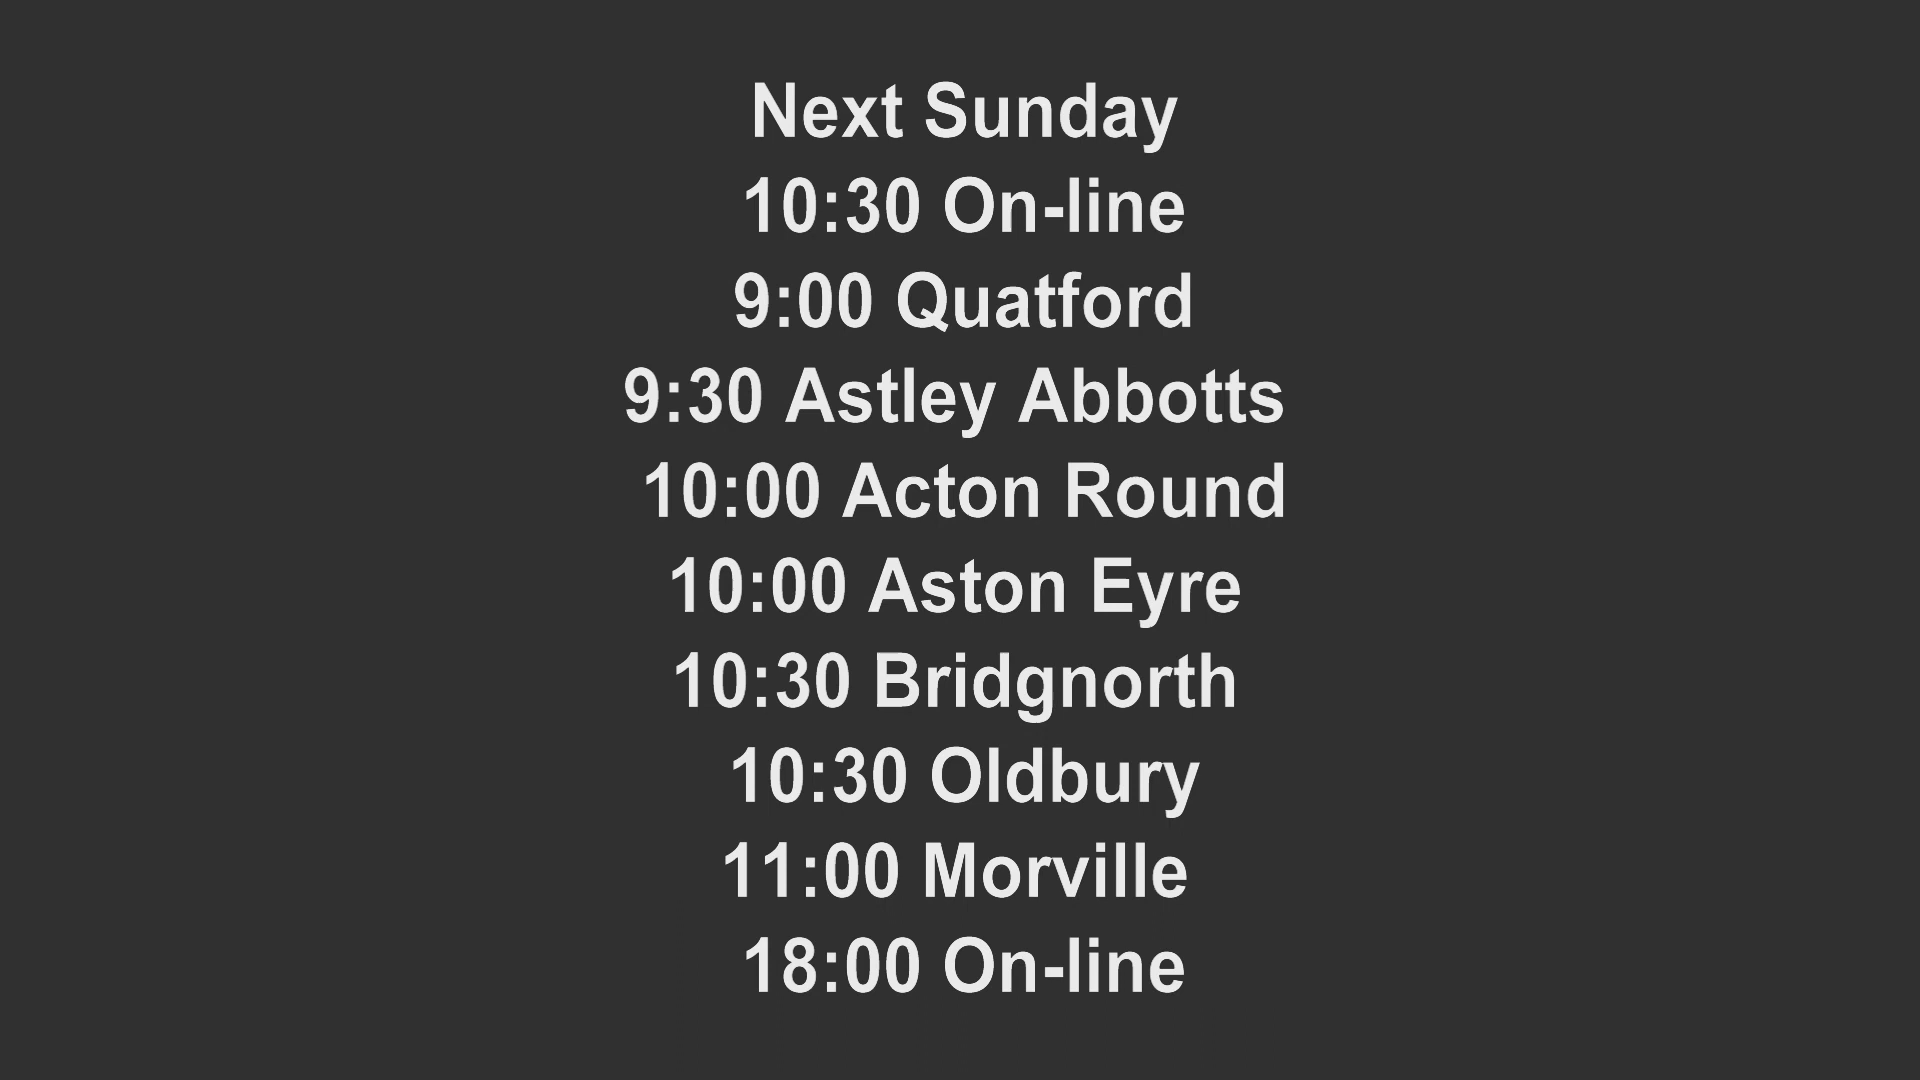 Next Sunday
10:30 On-line
9:00 Quatford
9:30 Astley Abbotts
10:00 Acton Round
10:00 Aston Eyre
10:30 Bridgnorth
10:30 Oldbury
11:00 Morville
18:00 On-line